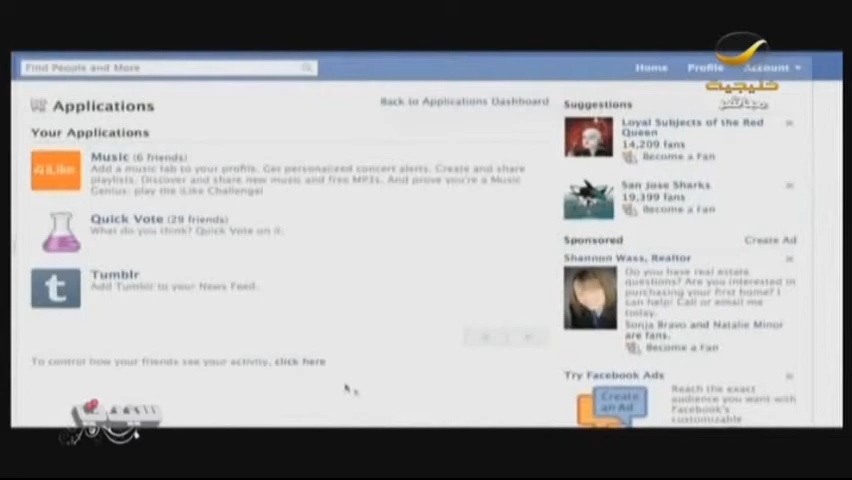 خليجية
مباشر
Find People and More
Home
Profile
Account
Applications
Back to Applications Dashboard
Your Applications
iLike
Music (6 friends)
Add a music tab to your profile. Get personalized concert alerts. Create and share
playlists. Discover and share new music and free MP3s. And prove you're a Music
Genius: play the iLike Challenge!
Quick Vote (29 friends)
What do you think? Quick Vote on it.
t
Tumblr
Add Tumblr to your News Feed.
To control how your friends see your activity, click here
Suggestions
Loyal Subjects of the Red
Queen
14,209 fans
Become a Fan
San Jose Sharks
19,399 fans
Become a Fan
Sponsored
Create Ad
Shannon Wass, Realtor
Do you have real estate
questions? Are you interested in
purchasing your first home? I
can help! Call or email me
today.
Sonja Bravo and Natalie Minor
are fans.
Become a Fan
Try Facebook Ads
Create
an Ad
Reach the exact
audience you want with
Facebook's
customizable